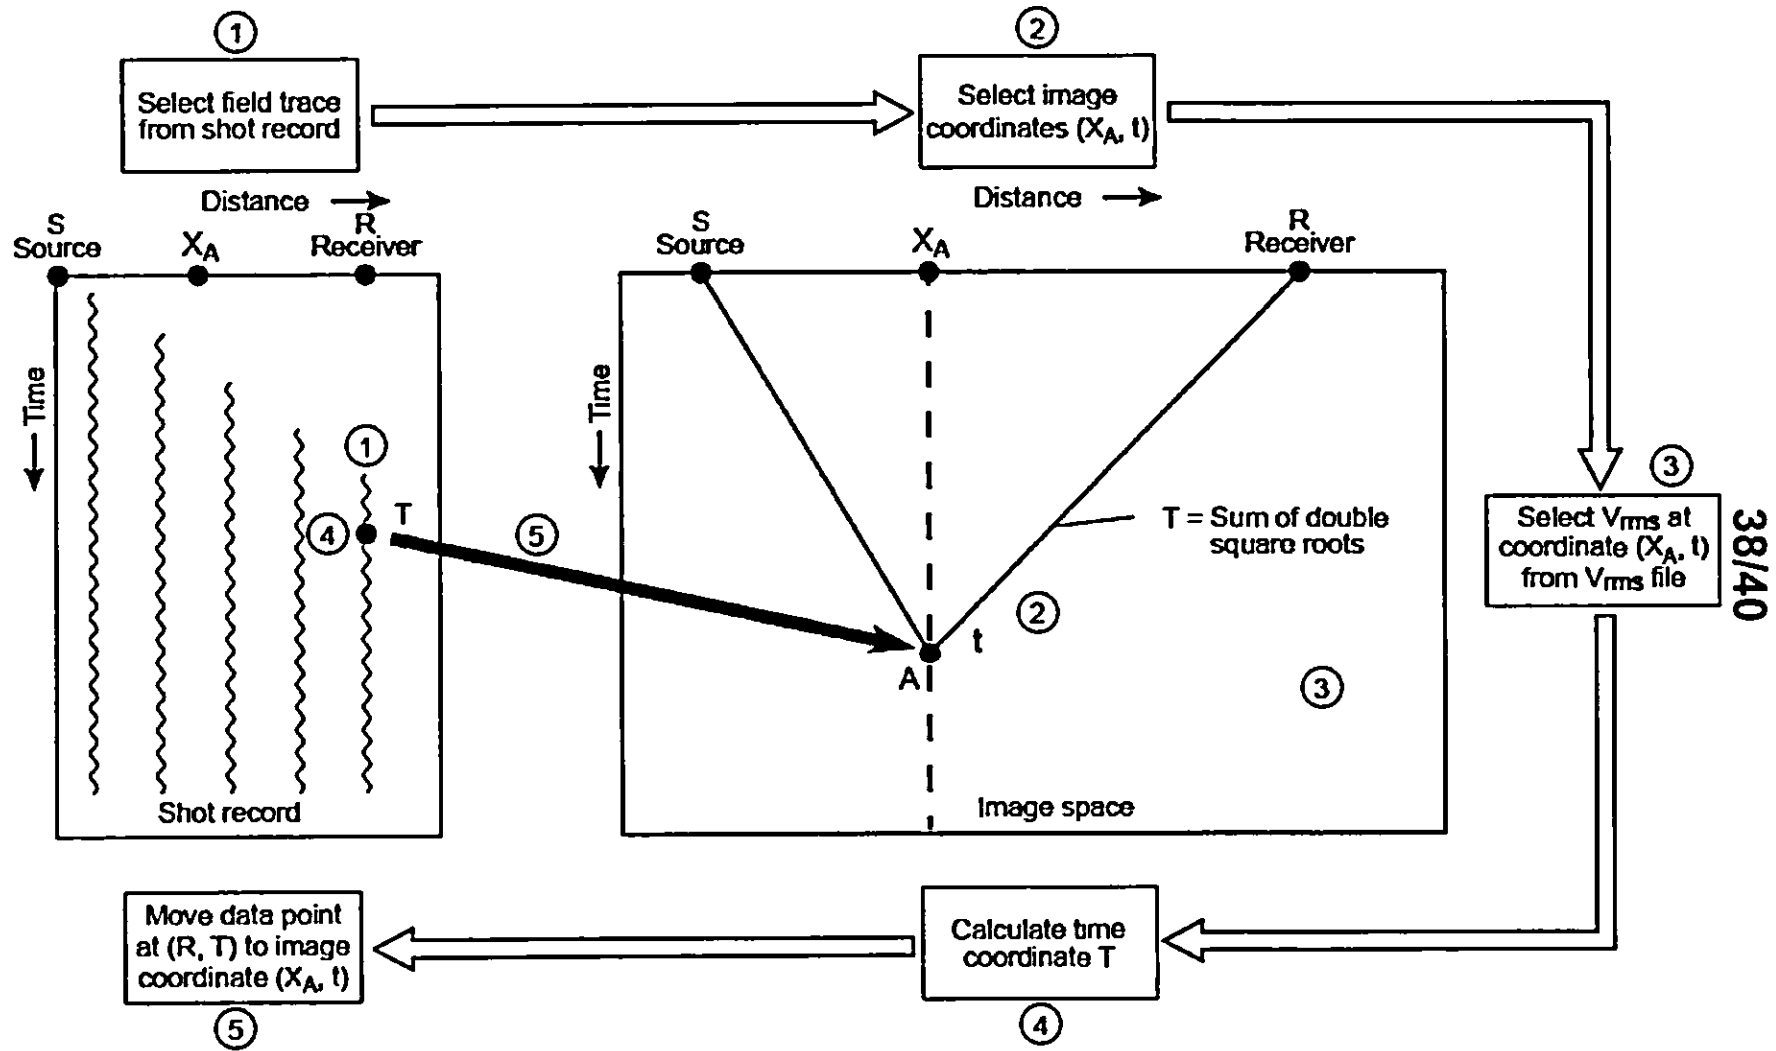 1
Select field trace
from shot record
2
Select image
coordinates (XA, t)
Distance
S
Source
XA
R
Receiver
Distance
S
Source
XA
R
Receiver
Time
1
4
T
5
Shot record
Time
T = Sum of double
square roots
2
t
A
3
Image space
3
Select Vrms at
coordinate (XA, t)
from Vrms file
38/40
Move data point
at (R, T) to image
coordinate (XA, t)
5
Calculate time
coordinate T
4